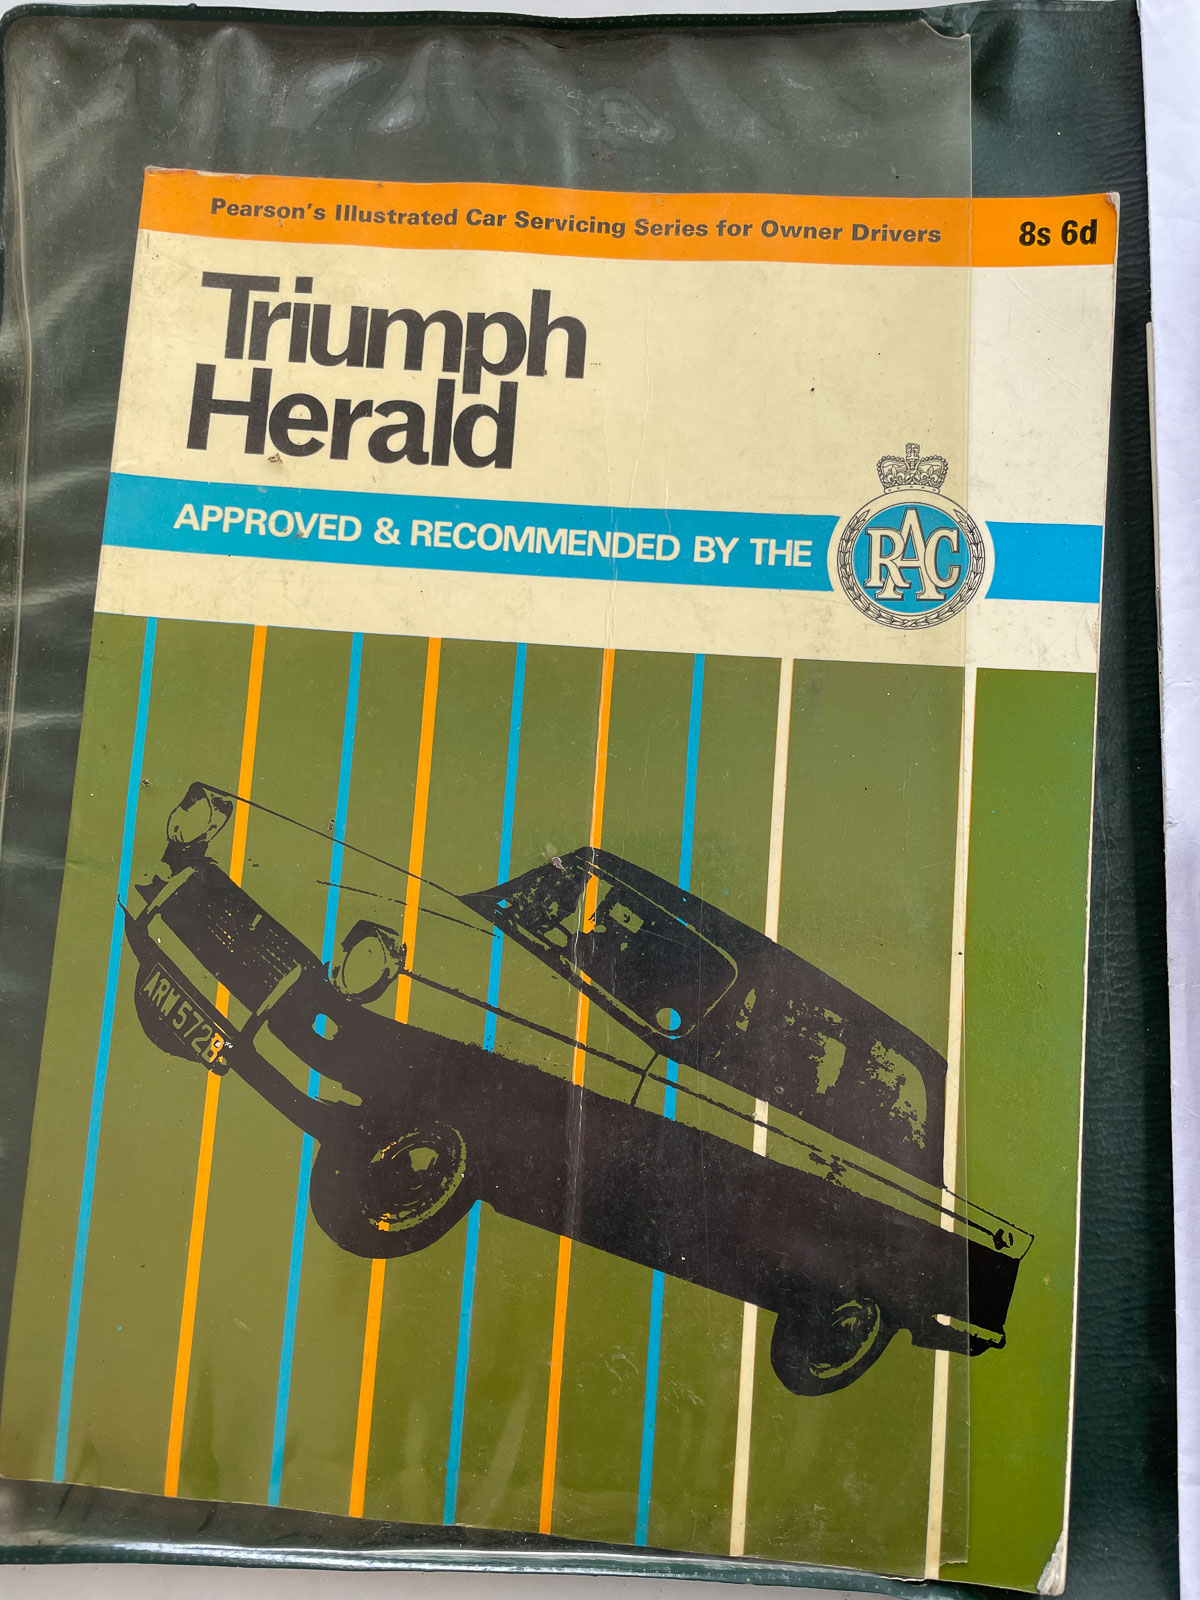 Pearson's Illustrated Car Servicing Series for Owner Drivers 8s 6d
Triumph
Herald
APPROVED & RECOMMENDED BY THE RAC
ARW 572B